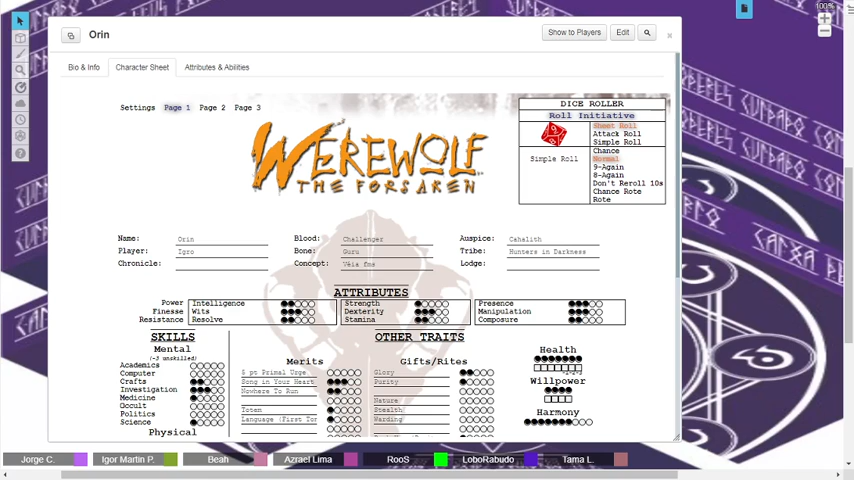 100%
Orin
Show to Players Edit
Bio & Info Character Sheet Attributes & Abilities
Settings Page 1 Page 2 Page 3
DICE ROLLER
Roll Initiative
Sheet Roll
Attack Roll
Simple Roll
Simple Roll
Chance
Normal
9-Again
8-Again
Don't Reroll 10s
Chance Rote
Rote
WEREWOLF
THE FORSAKEN
Name: Orin Blood: Challenger Auspice: Cahalith
Player: Igro Bone: Guru Tribe: Hunters in Darkness
Chronicle: Concept: Véia fms Lodge:
ATTRIBUTES
Power Intelligence Strength Presence
Finesse Wits Dexterity Manipulation
Resistance Resolve Stamina Composure
SKILLS OTHER TRAITS
Mental
(-3 unskilled)
Academics
Computer
Crafts
Investigation
Medicine
Occult
Politics
Science
Physical
Merits
5 pt Primal Urge
Song in Your Heart
Nowhere To Run
Totem
Language (First Ton
Gifts/Rites
Glory
Purity
Nature
Stealth
Warding
Health
Willpower
Harmony
Jorge C. Igor Martin P. Beah Azrael Lima RooS LoboRabudo Tama L.